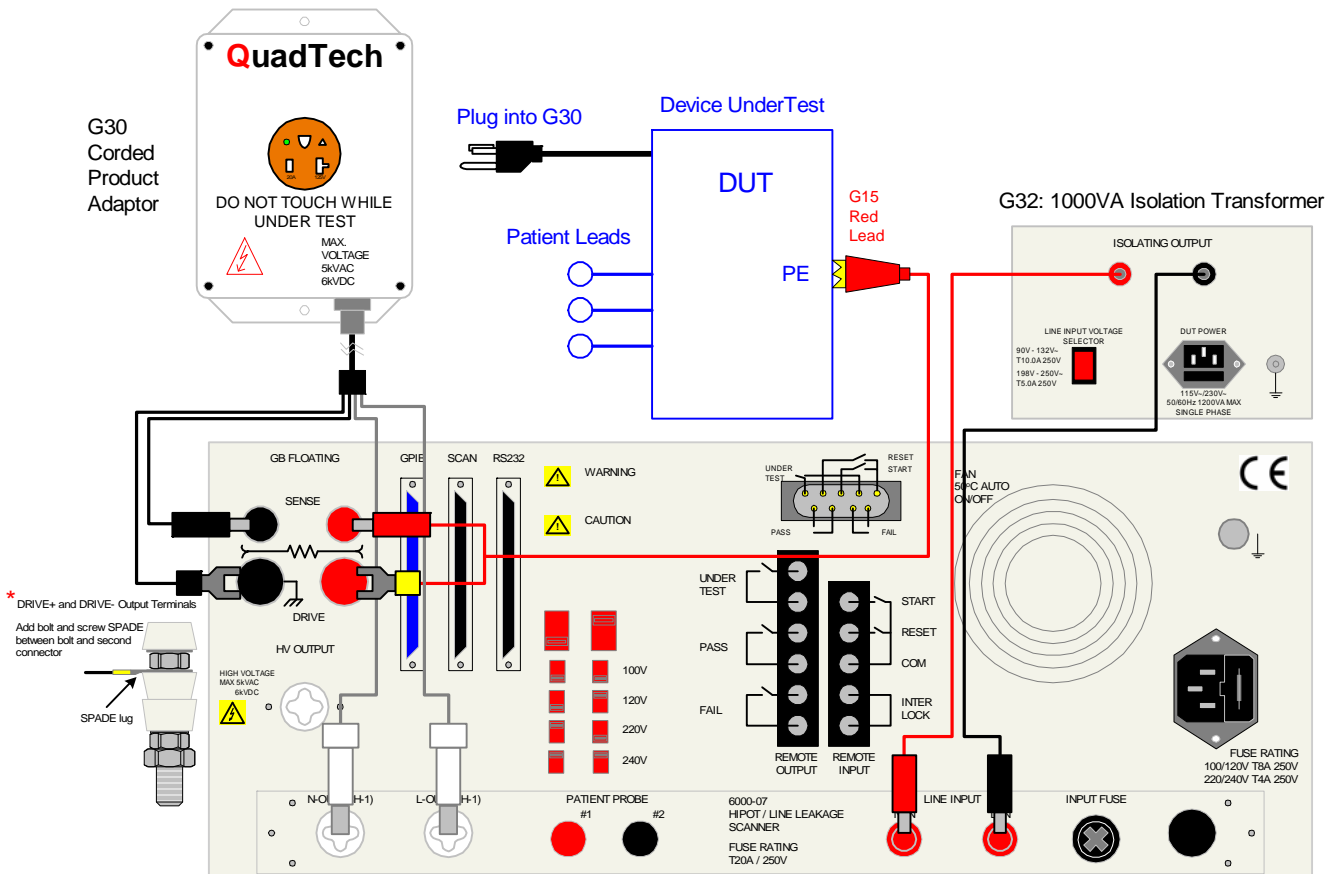 QuadTech
G30
Corded
Product
Adaptor
20A
125V
DO NOT TOUCH WHILE
UNDER TEST
MAX.
VOLTAGE
5kVAC
6kVDC
Plug into G30
Device UnderTest
DUT
Patient Leads
PE
G15
Red
Lead
G32: 1000VA Isolation Transformer
ISOLATING OUTPUT
LINE INPUT VOLTAGE
SELECTOR
90V - 132V~
T10.0A 250V
198V - 250V~
T5.0A 250V
DUT POWER
115V~/230V~
50/60Hz 1200VA MAX
SINGLE PHASE
GB FLOATING
GPIB
SCAN
RS232
WARNING
CAUTION
SENSE
DRIVE
UNDER
TEST
RESET
START
PASS
FAIL
FAN
50°C AUTO
ON/OFF
CE
* DRIVE+ and DRIVE- Output Terminals
Add bolt and screw SPADE
between bolt and second
connector
SPADE lug
HV OUTPUT
HIGH VOLTAGE
MAX 5kVAC
6kVDC
100V
120V
220V
240V
UNDER
TEST
PASS
FAIL
START
RESET
COM
INTER
LOCK
REMOTE
OUTPUT
REMOTE
INPUT
FUSE RATING
100/120V T8A 250V
220/240V T4A 250V
PATIENT PROBE
#1
#2
6000-07
HIPOT / LINE LEAKAGE
SCANNER
FUSE RATING
T20A / 250V
LINE INPUT
INPUT FUSE